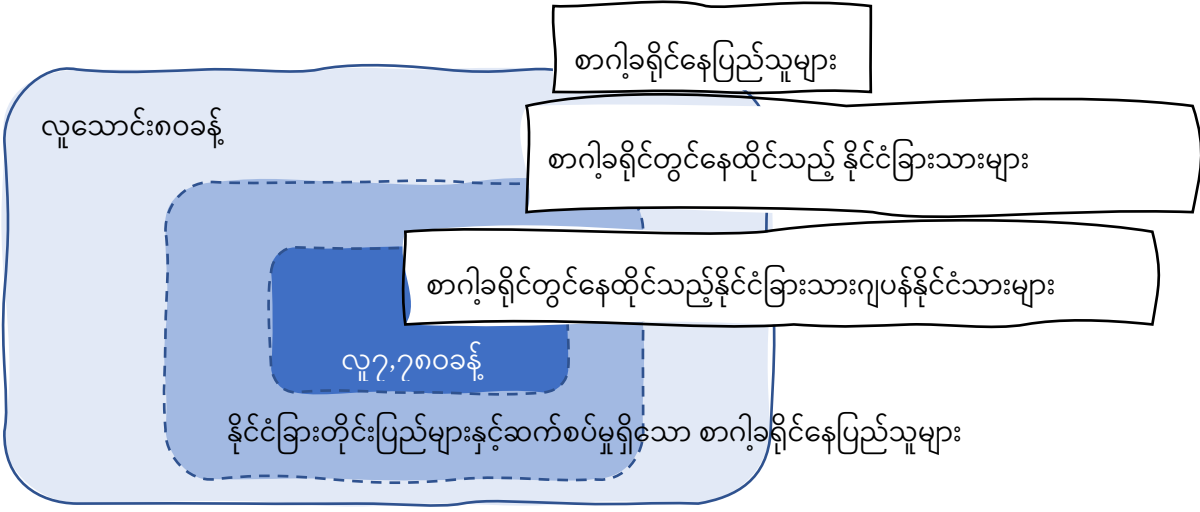 စာဂါ့ခရိုင်နေပြည်သူများ
လူသောင်း၈၀ခန့်
စာဂါ့ခရိုင်တွင်နေထိုင်သည့် နိုင်ငံခြားသားများ
စာဂါ့ခရိုင်တွင်နေထိုင်သည့်နိုင်ငံခြားသားဂျပန်နိုင်ငံသားများ
လူ၇,၇၈၀ခန့်
နိုင်ငံခြားတိုင်းပြည်များနှင့်ဆက်စပ်မှုရှိသော စာဂါ့ခရိုင်နေပြည်သူများ